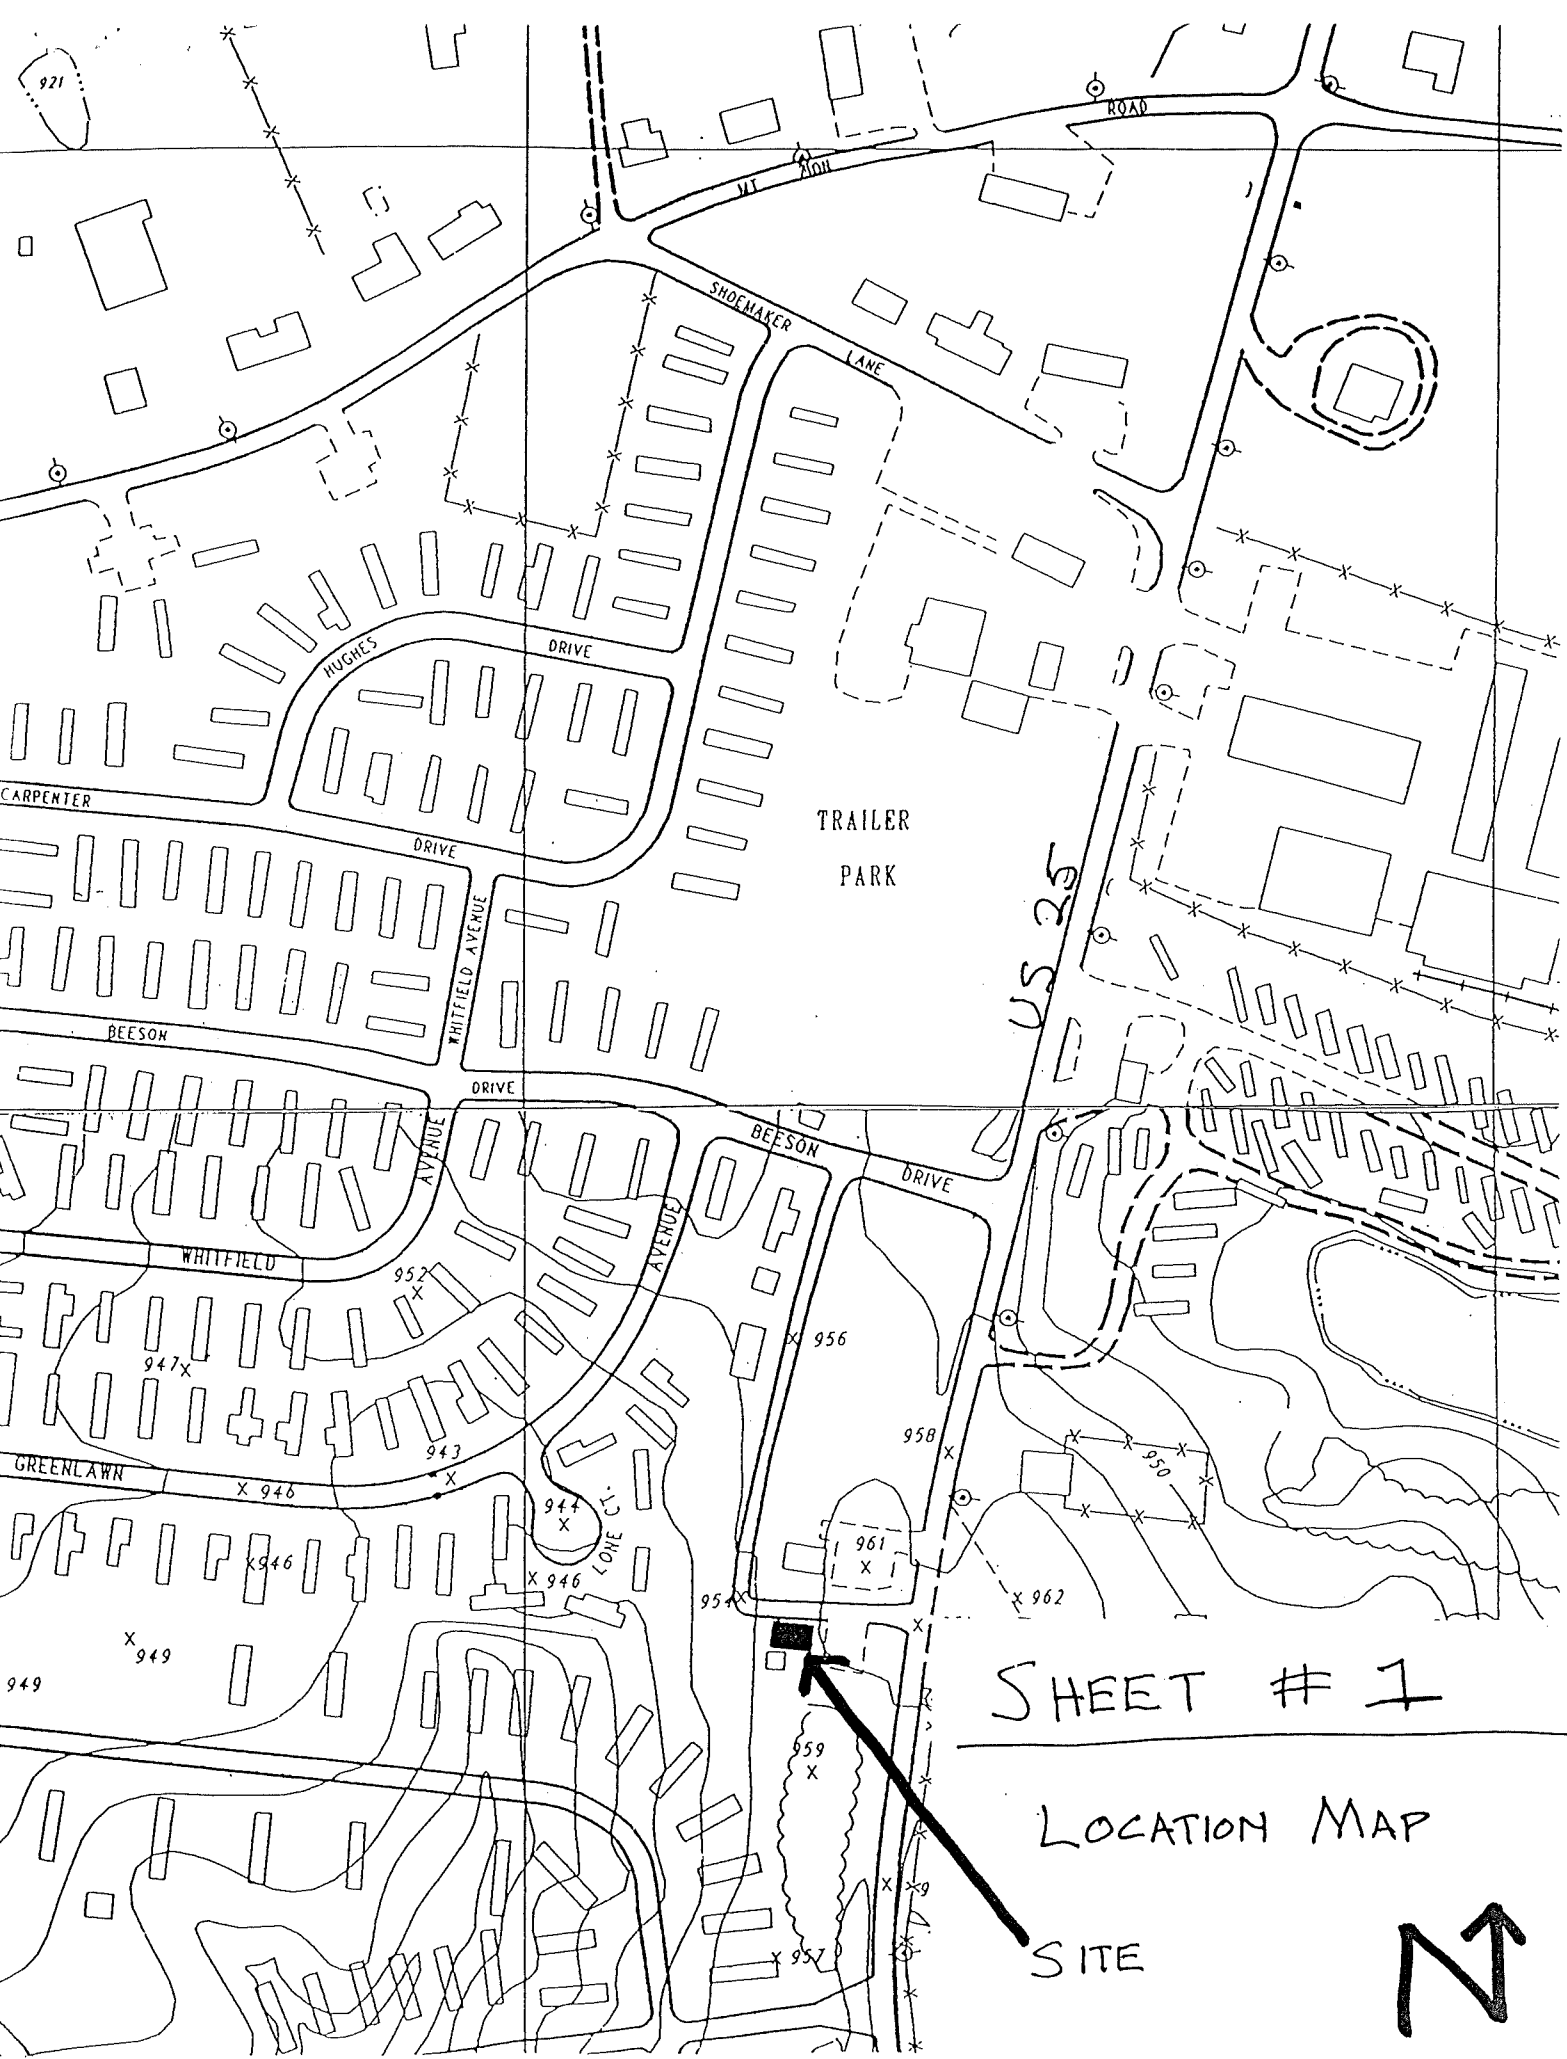 921
ROAD
MT
SHOEMAKER
LANE
HUGHES
DRIVE
CARPENTER
DRIVE
TRAILER
PARK
US 25
WHITFIELD AVENUE
BEESON
DRIVE
BEESON
DRIVE
AVENUE
AVENUE
WHITFIELD
952
956
947
943
958
950
GREENLAWN
946
944
LONE CT.
961
946
946
954
962
949
949
SHEET # 1
959
LOCATION MAP
957
SITE
N